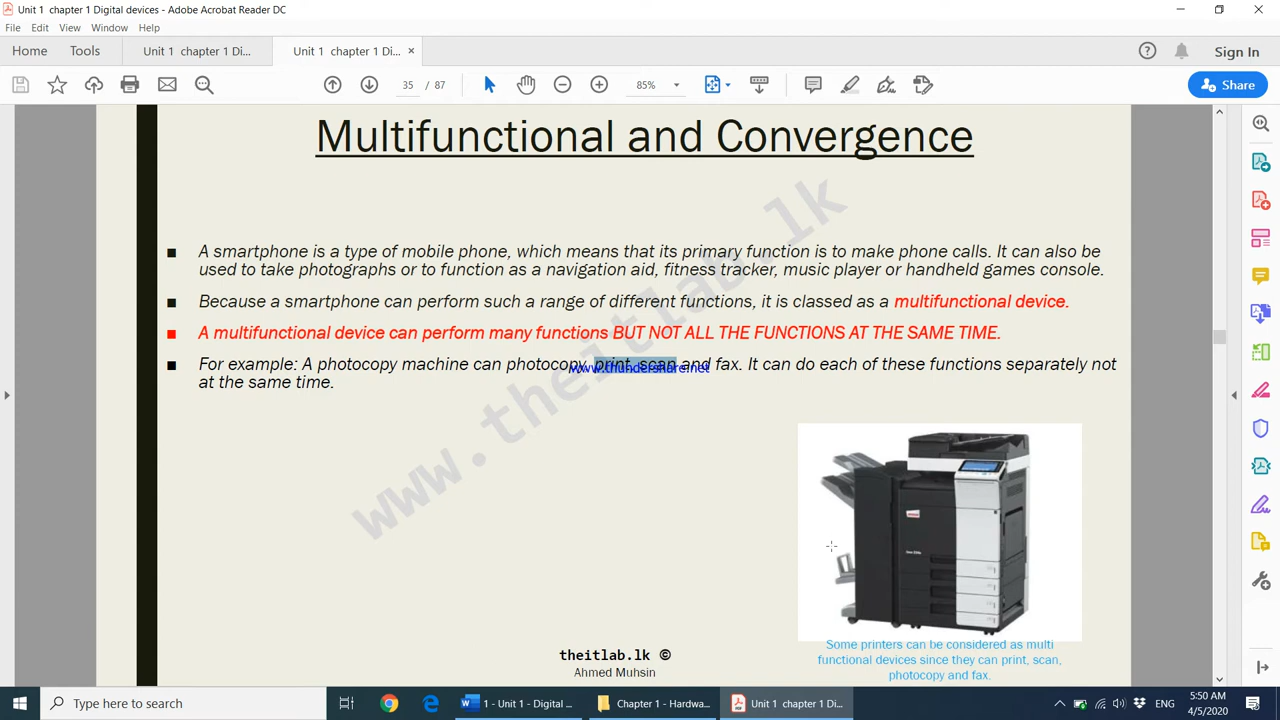 Unit 1 chapter 1 Digital devices - Adobe Acrobat Reader DC
File Edit View Window Help
Home Tools Unit 1 chapter 1 Di... Unit 1 chapter 1 Di... × Sign In
35 / 87 85% Share
Multifunctional and Convergence
■ A smartphone is a type of mobile phone, which means that its primary function is to make phone calls. It can also be
used to take photographs or to function as a navigation aid, fitness tracker, music player or handheld games console.
■ Because a smartphone can perform such a range of different functions, it is classed as a multifunctional device.
■ A multifunctional device can perform many functions BUT NOT ALL THE FUNCTIONS AT THE SAME TIME.
■ For example: A photocopy machine can photocopy, print, scan and fax. It can do each of these functions separately not
at the same time.
www.thundershare.net
www.theitlab.lk
Some printers can be considered as multi
functional devices since they can print, scan,
photocopy and fax.
theitlab.lk ©
Ahmed Muhsin
Type here to search 1 - Unit 1 - Digital ... Chapter 1 - Hardwa... Unit 1 chapter 1 Di... ENG 5:50 AM
4/5/2020